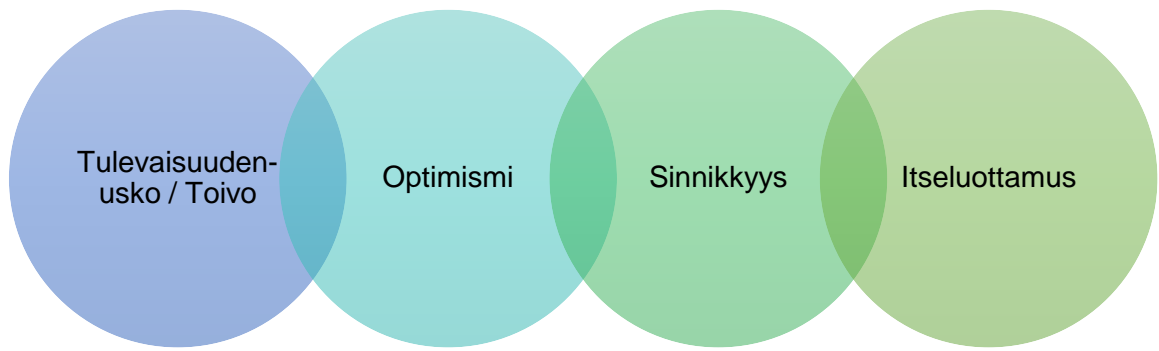 Tulevaisuuden-
usko / Toivo
Optimismi
Sinnikkyys
Itseluottamus